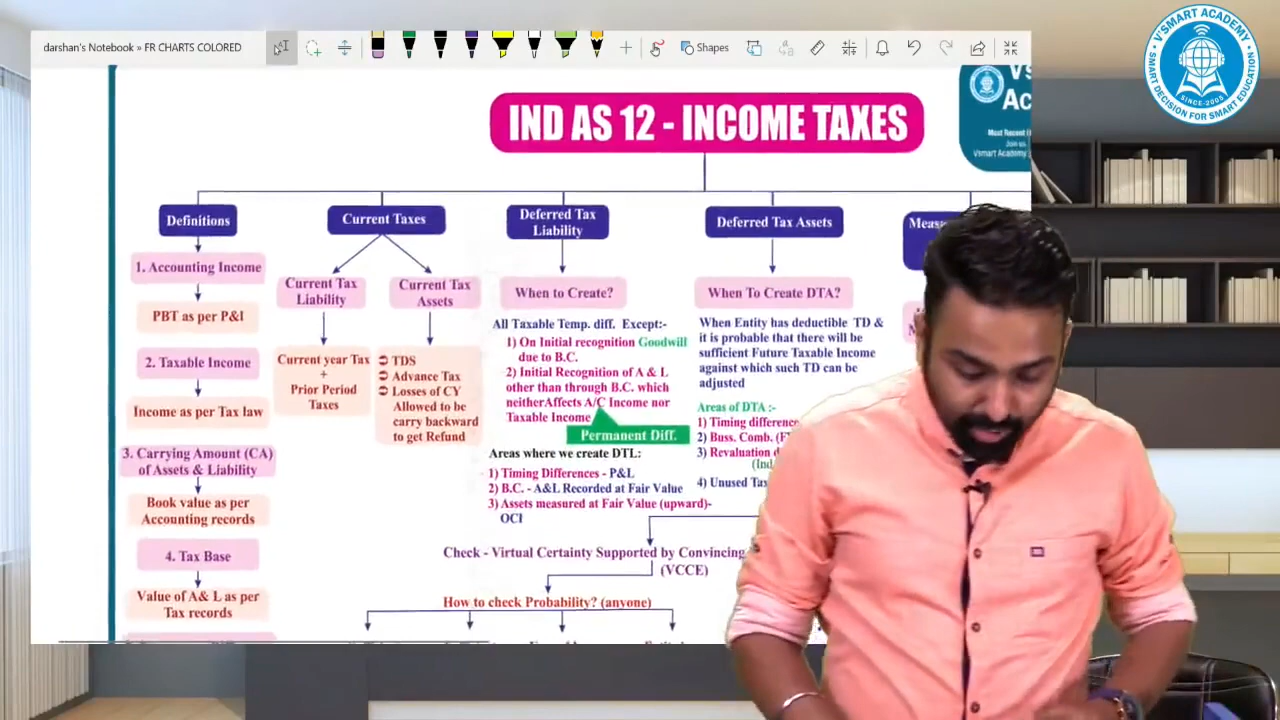 darshan's Notebook » FR CHARTS COLORED
Shapes
V'SMART ACADEMY
SMART DECISION FOR SMART EDUCATION
SINCE-2005
Vs
Ac
Most Recent
Join us
Vsmart Academy
IND AS 12 - INCOME TAXES
Definitions
1. Accounting Income
PBT as per P&I
2. Taxable Income
Income as per Tax law
3. Carrying Amount (CA)
of Assets & Liability
Book value as per
Accounting records
4. Tax Base
Value of A& L as per
Tax records
Current Taxes
Current Tax
Liability
Current year Tax
+
Prior Period
Taxes
Current Tax
Assets
TDS
Advance Tax
Losses of CY
Allowed to be
carry backward
to get Refund
Deferred Tax
Liability
When to Create?
All Taxable Temp. diff. Except:-
1) On Initial recognition Goodwill
due to B.C.
2) Initial Recognition of A & L
other than through B.C. which
neitherAffects A/C Income nor
Taxable Income
Permanent Diff.
Areas where we create DTL:
1) Timing Differences - P&L
2) B.C. - A&L Recorded at Fair Value
3) Assets measured at Fair Value (upward)-
OCI
Deferred Tax Assets
When To Create DTA?
When Entity has deductible TD &
it is probable that there will be
sufficient Future Taxable Income
against which such TD can be
adjusted
Areas of DTA :-
1) Timing difference
2) Buss. Comb.
3) Revaluation
(Ind
4) Unused Tax
Meas
Check - Virtual Certainty Supported by Convincing
(VCCE)
How to check Probability? (anyone)